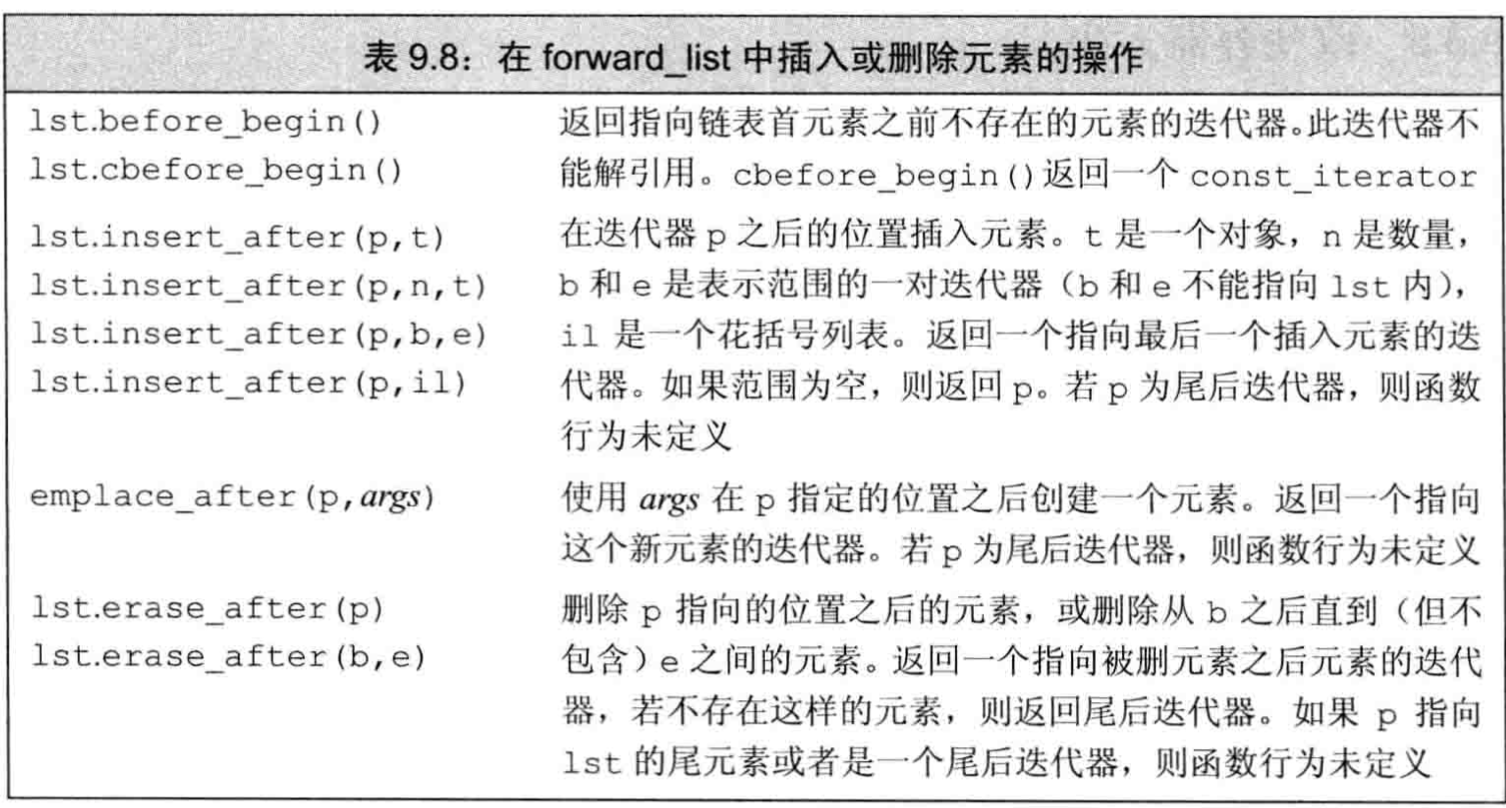 表 9.8：在 forward_list 中插入或删除元素的操作
lst.before_begin() 返回指向链表首元素之前不存在的元素的迭代器。此迭代器不
lst.cbefore_begin() 能解引用。cbefore_begin()返回一个 const_iterator
lst.insert_after(p,t) 在迭代器 p 之后的位置插入元素。t 是一个对象，n 是数量，
lst.insert_after(p,n,t) b 和 e 是表示范围的一对迭代器（b 和 e 不能指向 lst 内），
lst.insert_after(p,b,e) il 是一个花括号列表。返回一个指向最后一个插入元素的迭
lst.insert_after(p,il) 代器。如果范围为空，则返回 p。若 p 为尾后迭代器，则函数
行为未定义
emplace_after(p,args) 使用 args 在 p 指定的位置之后创建一个元素。返回一个指向
这个新元素的迭代器。若 p 为尾后迭代器，则函数行为未定义
lst.erase_after(p) 删除 p 指向的位置之后的元素，或删除从 b 之后直到（但不
lst.erase_after(b,e) 包含）e 之间的元素。返回一个指向被删元素之后元素的迭代
器，若不存在这样的元素，则返回尾后迭代器。如果 p 指向
lst 的尾元素或者是一个尾后迭代器，则函数行为未定义